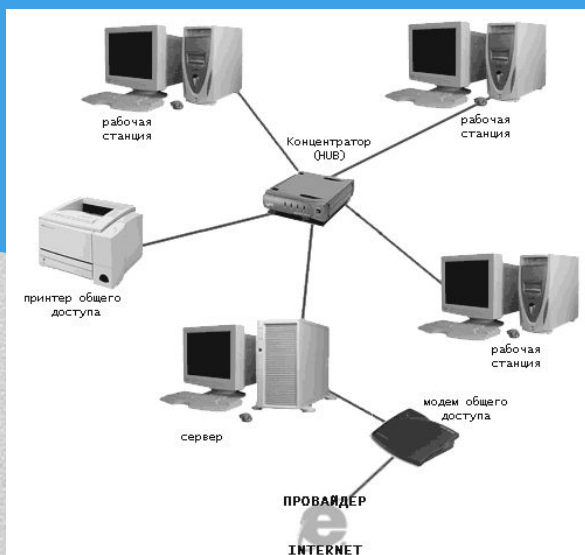 рабочая
станция
рабочая
станция
Концентратор
(HUB)
принтер общего
доступа
рабочая
станция
модем общего
доступа
сервер
ПРОВАЙДЕР
INTERNET